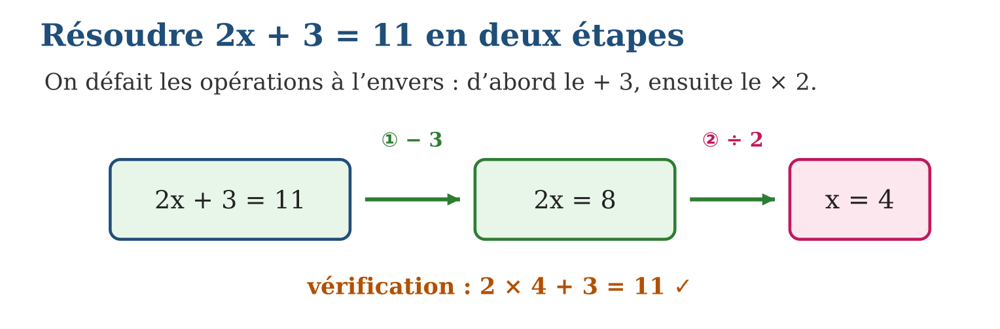 Résoudre 2x + 3 = 11 en deux étapes
On défait les opérations à l’envers : d’abord le + 3, ensuite le × 2.
① − 3
② ÷ 2
2x + 3 = 11
2x = 8
x = 4
vérification : 2 × 4 + 3 = 11 ✓